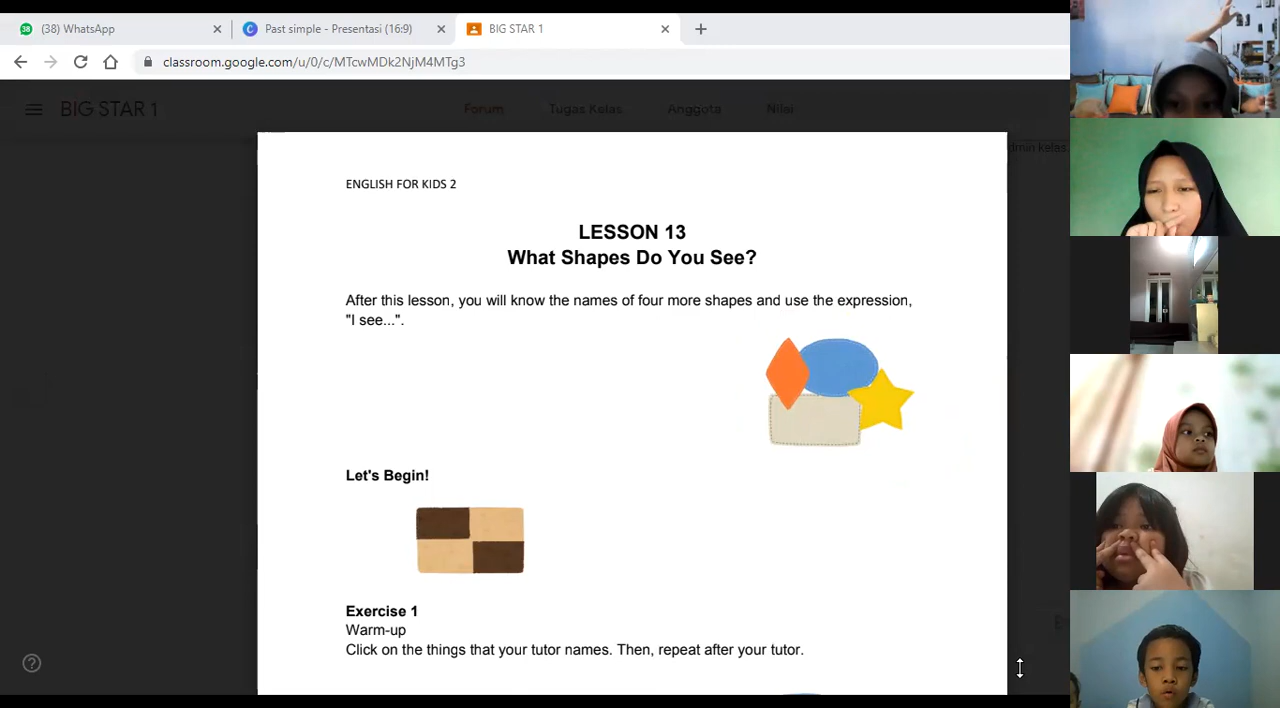 (38) WhatsApp
Past simple - Presentasi (16:9)
BIG STAR 1
classroom.google.com/u/0/c/MTcwMDk2NjM4MTg3
BIG STAR 1
Forum
Tugas Kelas
Anggota
Nilai
dmin kelas
ENGLISH FOR KIDS 2
LESSON 13
What Shapes Do You See?
After this lesson, you will know the names of four more shapes and use the expression,
"I see...".
Let's Begin!
Exercise 1
Warm-up
Click on the things that your tutor names. Then, repeat after your tutor.